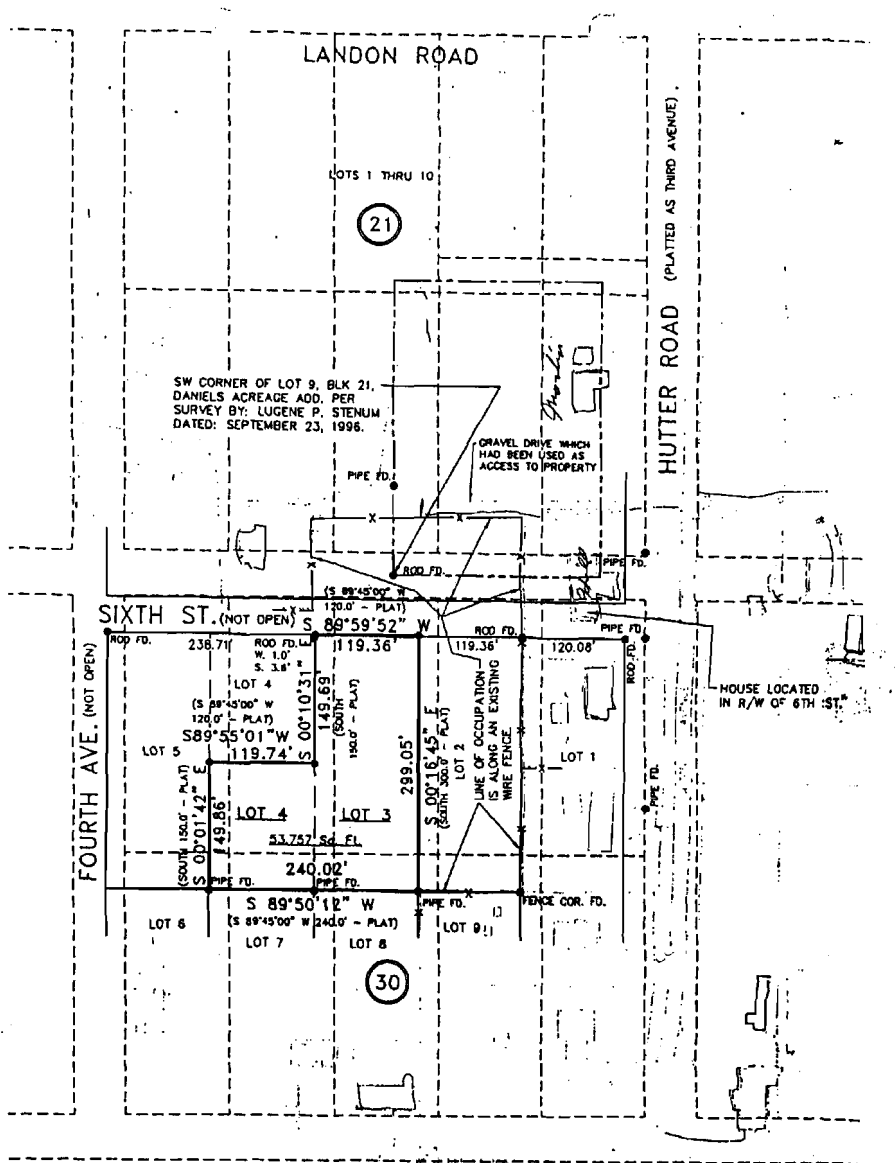 LANDON ROAD
(PLATTED AS THIRD AVENUE)
HUTTER ROAD
LOTS 1 THRU 10
21
SW CORNER OF LOT 9, BLK 21,
DANIELS ACREAGE ADD. PER
SURVEY BY: LUGENE P. STENUM
DATED: SEPTEMBER 23, 1996.
GRAVEL DRIVE WHICH
HAD BEEN USED AS
ACCESS TO PROPERTY
PIPE FD.
ROD FD.
PIPE FD.
(S 89°45'00" W
120.0' - PLAT)
SIXTH ST. (NOT OPEN)
S 89°59'52" W
ROD FD.
236.71'
ROD FD.
W. 1.0'
S. 3.8'
119.36'
ROD FD.
119.36'
120.08'
PIPE FD.
ROD FD.
HOUSE LOCATED
IN R/W OF 6TH ST.
LOT 4
(S 89°45'00" W
120.0' - PLAT)
S89°55'01"W
119.74'
S 00°10'31" E
149.69'
(SOUTH
150.0' - PLAT)
LOT 5
FOURTH AVE. (NOT OPEN)
(SOUTH 150.0' - PLAT)
S 00°01'42" E
149.86'
LOT 4
LOT 3
53,757 Sq. Ft.
299.05'
S 00°16'45" E
(SOUTH 300.0' - PLAT)
LOT 2
LINE OF OCCUPATION
IS ALONG AN EXISTING
WIRE FENCE.
LOT 1
PIPE FD.
240.02'
PIPE FD.
PIPE FD.
S 89°50'12" W
(S 89°45'00" W 240.0' - PLAT)
PIPE FD.
FENCE COR. FD.
LOT 6
LOT 7
LOT 8
LOT 9
30